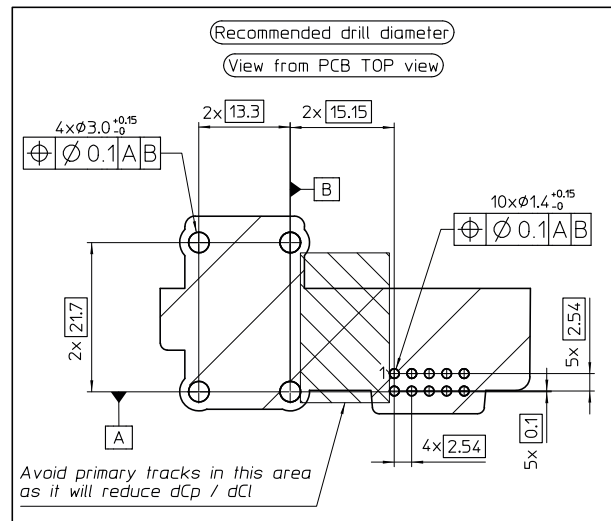 Recommended drill diameter
View from PCB TOP view
2x 13.3
2x 15.15
4xØ3.0 +0.15 -0
⌖ Ø 0.1 A B
B
10xØ1.4 +0.15 -0
⌖ Ø 0.1 A B
2x 21.7
5x 2.54
1
A
4x 2.54
5x 0.1
Avoid primary tracks in this area
as it will reduce dCp / dCl